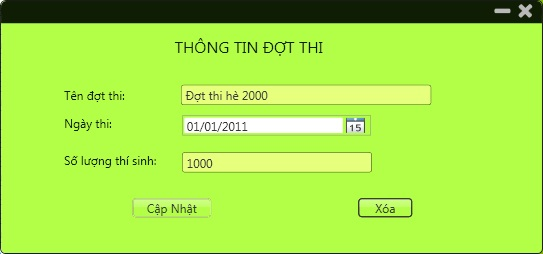 THÔNG TIN ĐỢT THI
Tên đợt thi: Đợt thi hè 2000
Ngày thi: 01/01/2011 15
Số lượng thí sinh: 1000
Cập Nhật Xóa